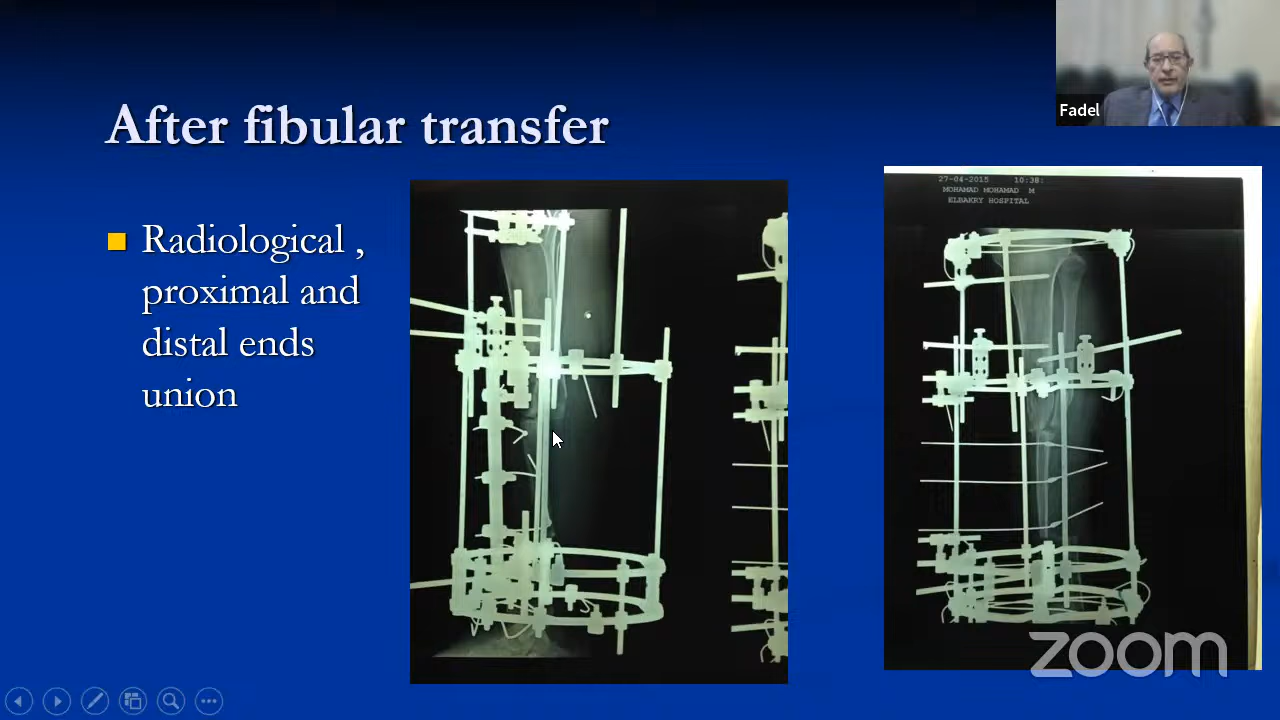 After fibular transfer
Radiological ,
proximal and
distal ends
union
27-04-2015 10:38:
MOHAMAD MOHAMAD M
ELBAKRY HOSPITAL
Fadel
zoom